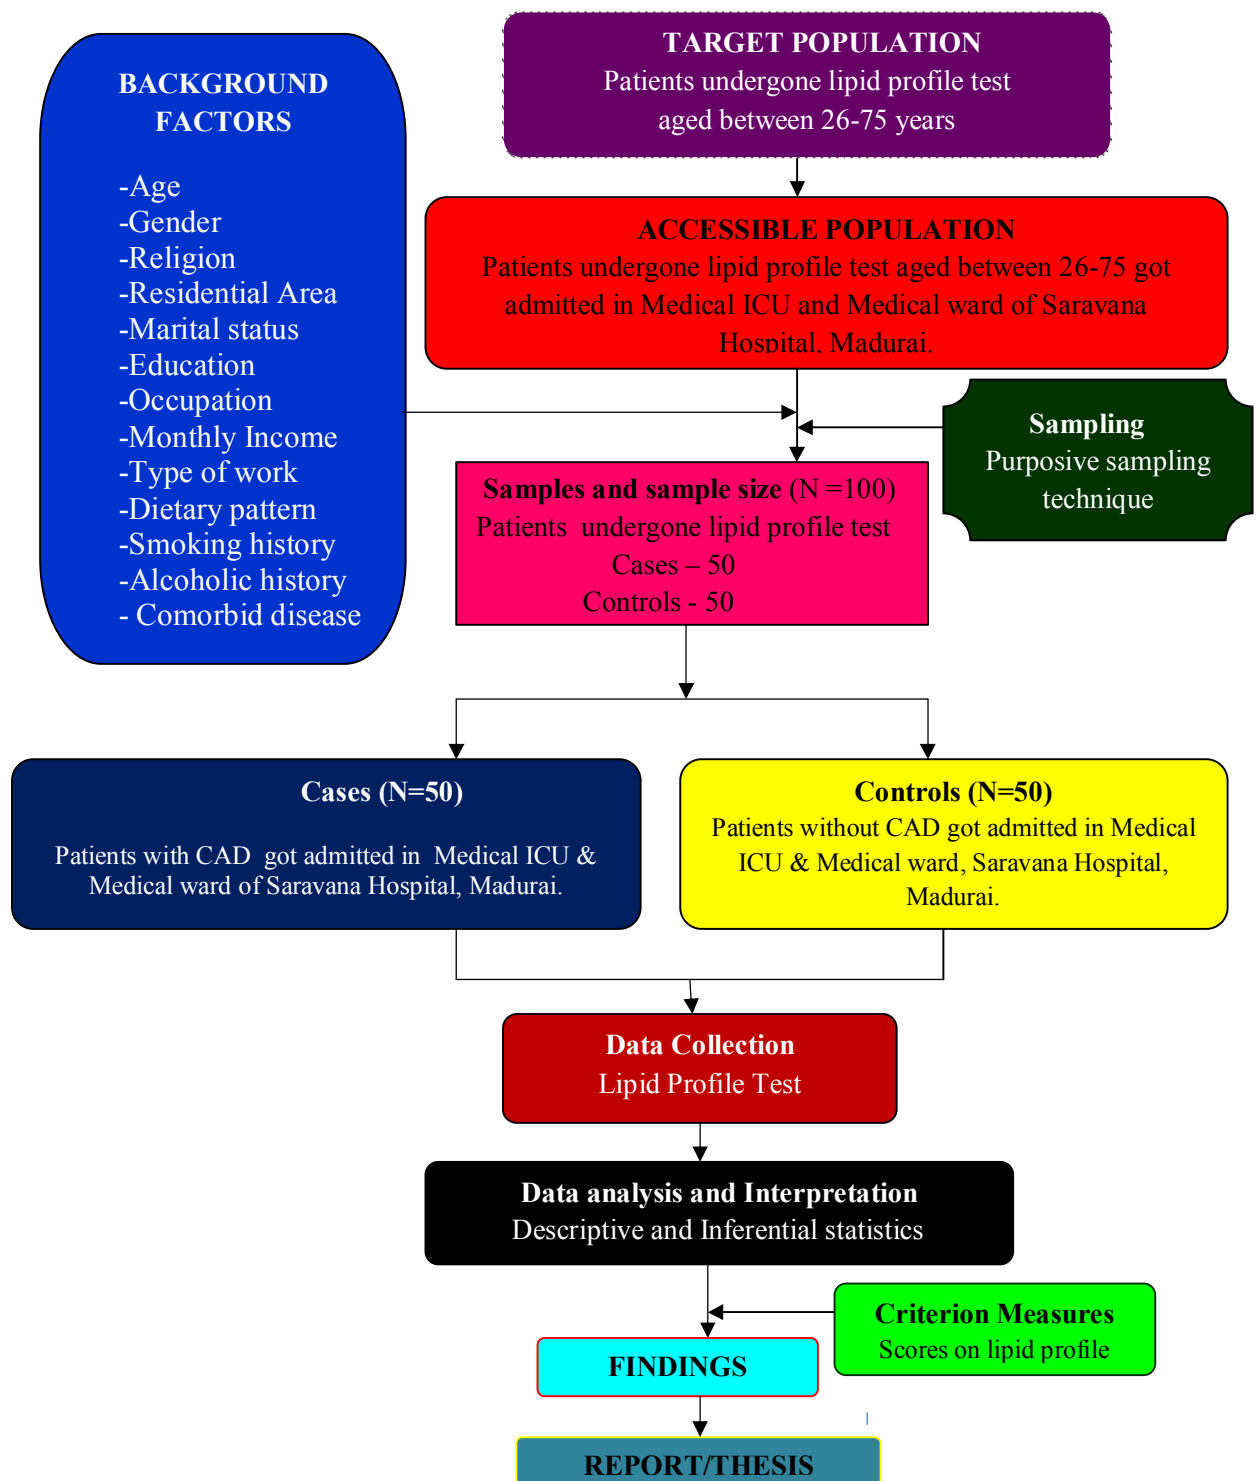 TARGET POPULATION
Patients undergone lipid profile test
aged between 26-75 years
BACKGROUND
FACTORS
-Age
-Gender
-Religion
-Residential Area
-Marital status
-Education
-Occupation
-Monthly Income
-Type of work
-Dietary pattern
-Smoking history
-Alcoholic history
- Comorbid disease
ACCESSIBLE POPULATION
Patients undergone lipid profile test aged between 26-75 got
admitted in Medical ICU and Medical ward of Saravana
Hospital, Madurai.
Sampling
Purposive sampling
technique
Samples and sample size (N =100)
Patients undergone lipid profile test
Cases – 50
Controls - 50
Cases (N=50)
Patients with CAD got admitted in Medical ICU &
Medical ward of Saravana Hospital, Madurai.
Controls (N=50)
Patients without CAD got admitted in Medical
ICU & Medical ward, Saravana Hospital,
Madurai.
Data Collection
Lipid Profile Test
Data analysis and Interpretation
Descriptive and Inferential statistics
Criterion Measures
Scores on lipid profile
FINDINGS
REPORT/THESIS